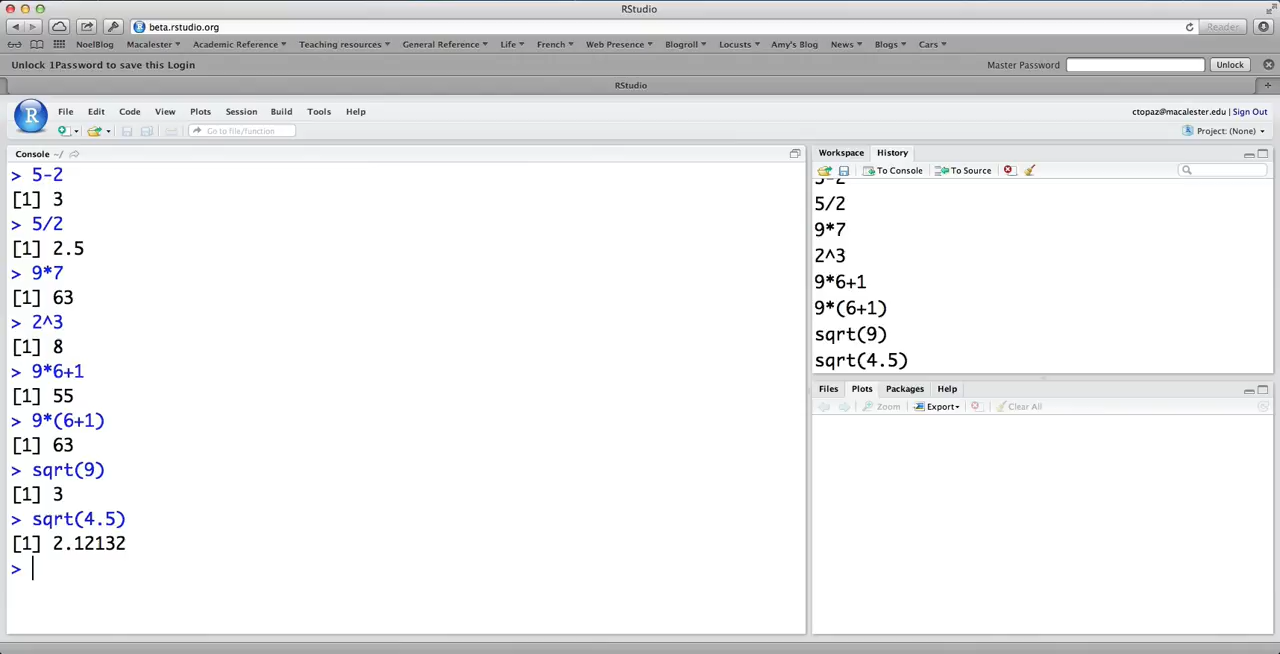 RStudio
beta.rstudio.org
Reader
NoelBlog Macalester Academic Reference Teaching resources General Reference Life French Web Presence Blogroll Locusts Amy's Blog News Blogs Cars
Unlock 1Password to save this Login
Master Password
Unlock
RStudio
R
File Edit Code View Plots Session Build Tools Help
ctopaz@macalester.edu | Sign Out
Go to file/function
Project: (None)
Console ~/
> 5-2
[1] 3
> 5/2
[1] 2.5
> 9*7
[1] 63
> 2^3
[1] 8
> 9*6+1
[1] 55
> 9*(6+1)
[1] 63
> sqrt(9)
[1] 3
> sqrt(4.5)
[1] 2.12132
>
Workspace History
To Console To Source
5-2
5/2
9*7
2^3
9*6+1
9*(6+1)
sqrt(9)
sqrt(4.5)
Files Plots Packages Help
Zoom Export Clear All